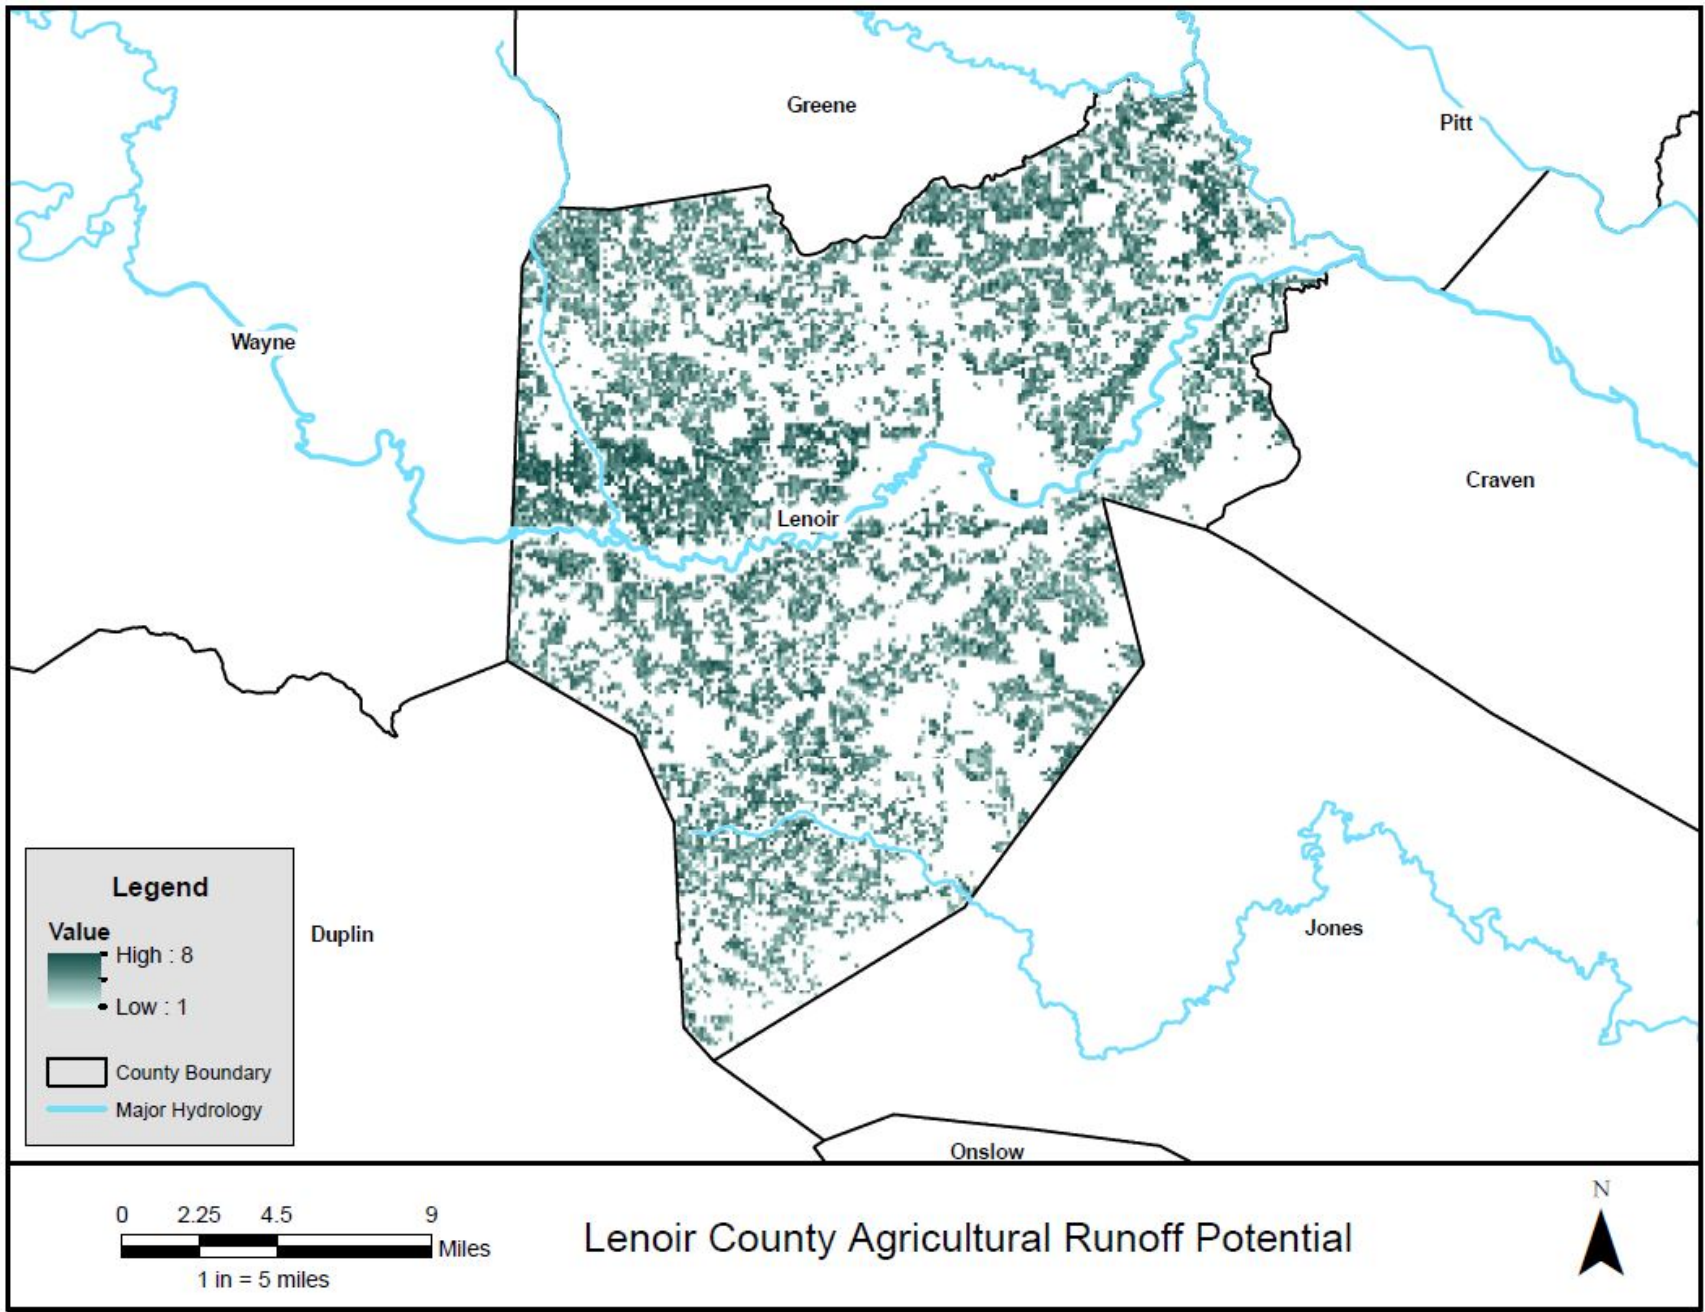 Greene
Pitt
Wayne
Craven
Lenoir
Legend
Value
High : 8
Low : 1
County Boundary
Major Hydrology
Duplin
Jones
Onslow
0 2.25 4.5 9
Miles
1 in = 5 miles
Lenoir County Agricultural Runoff Potential
N